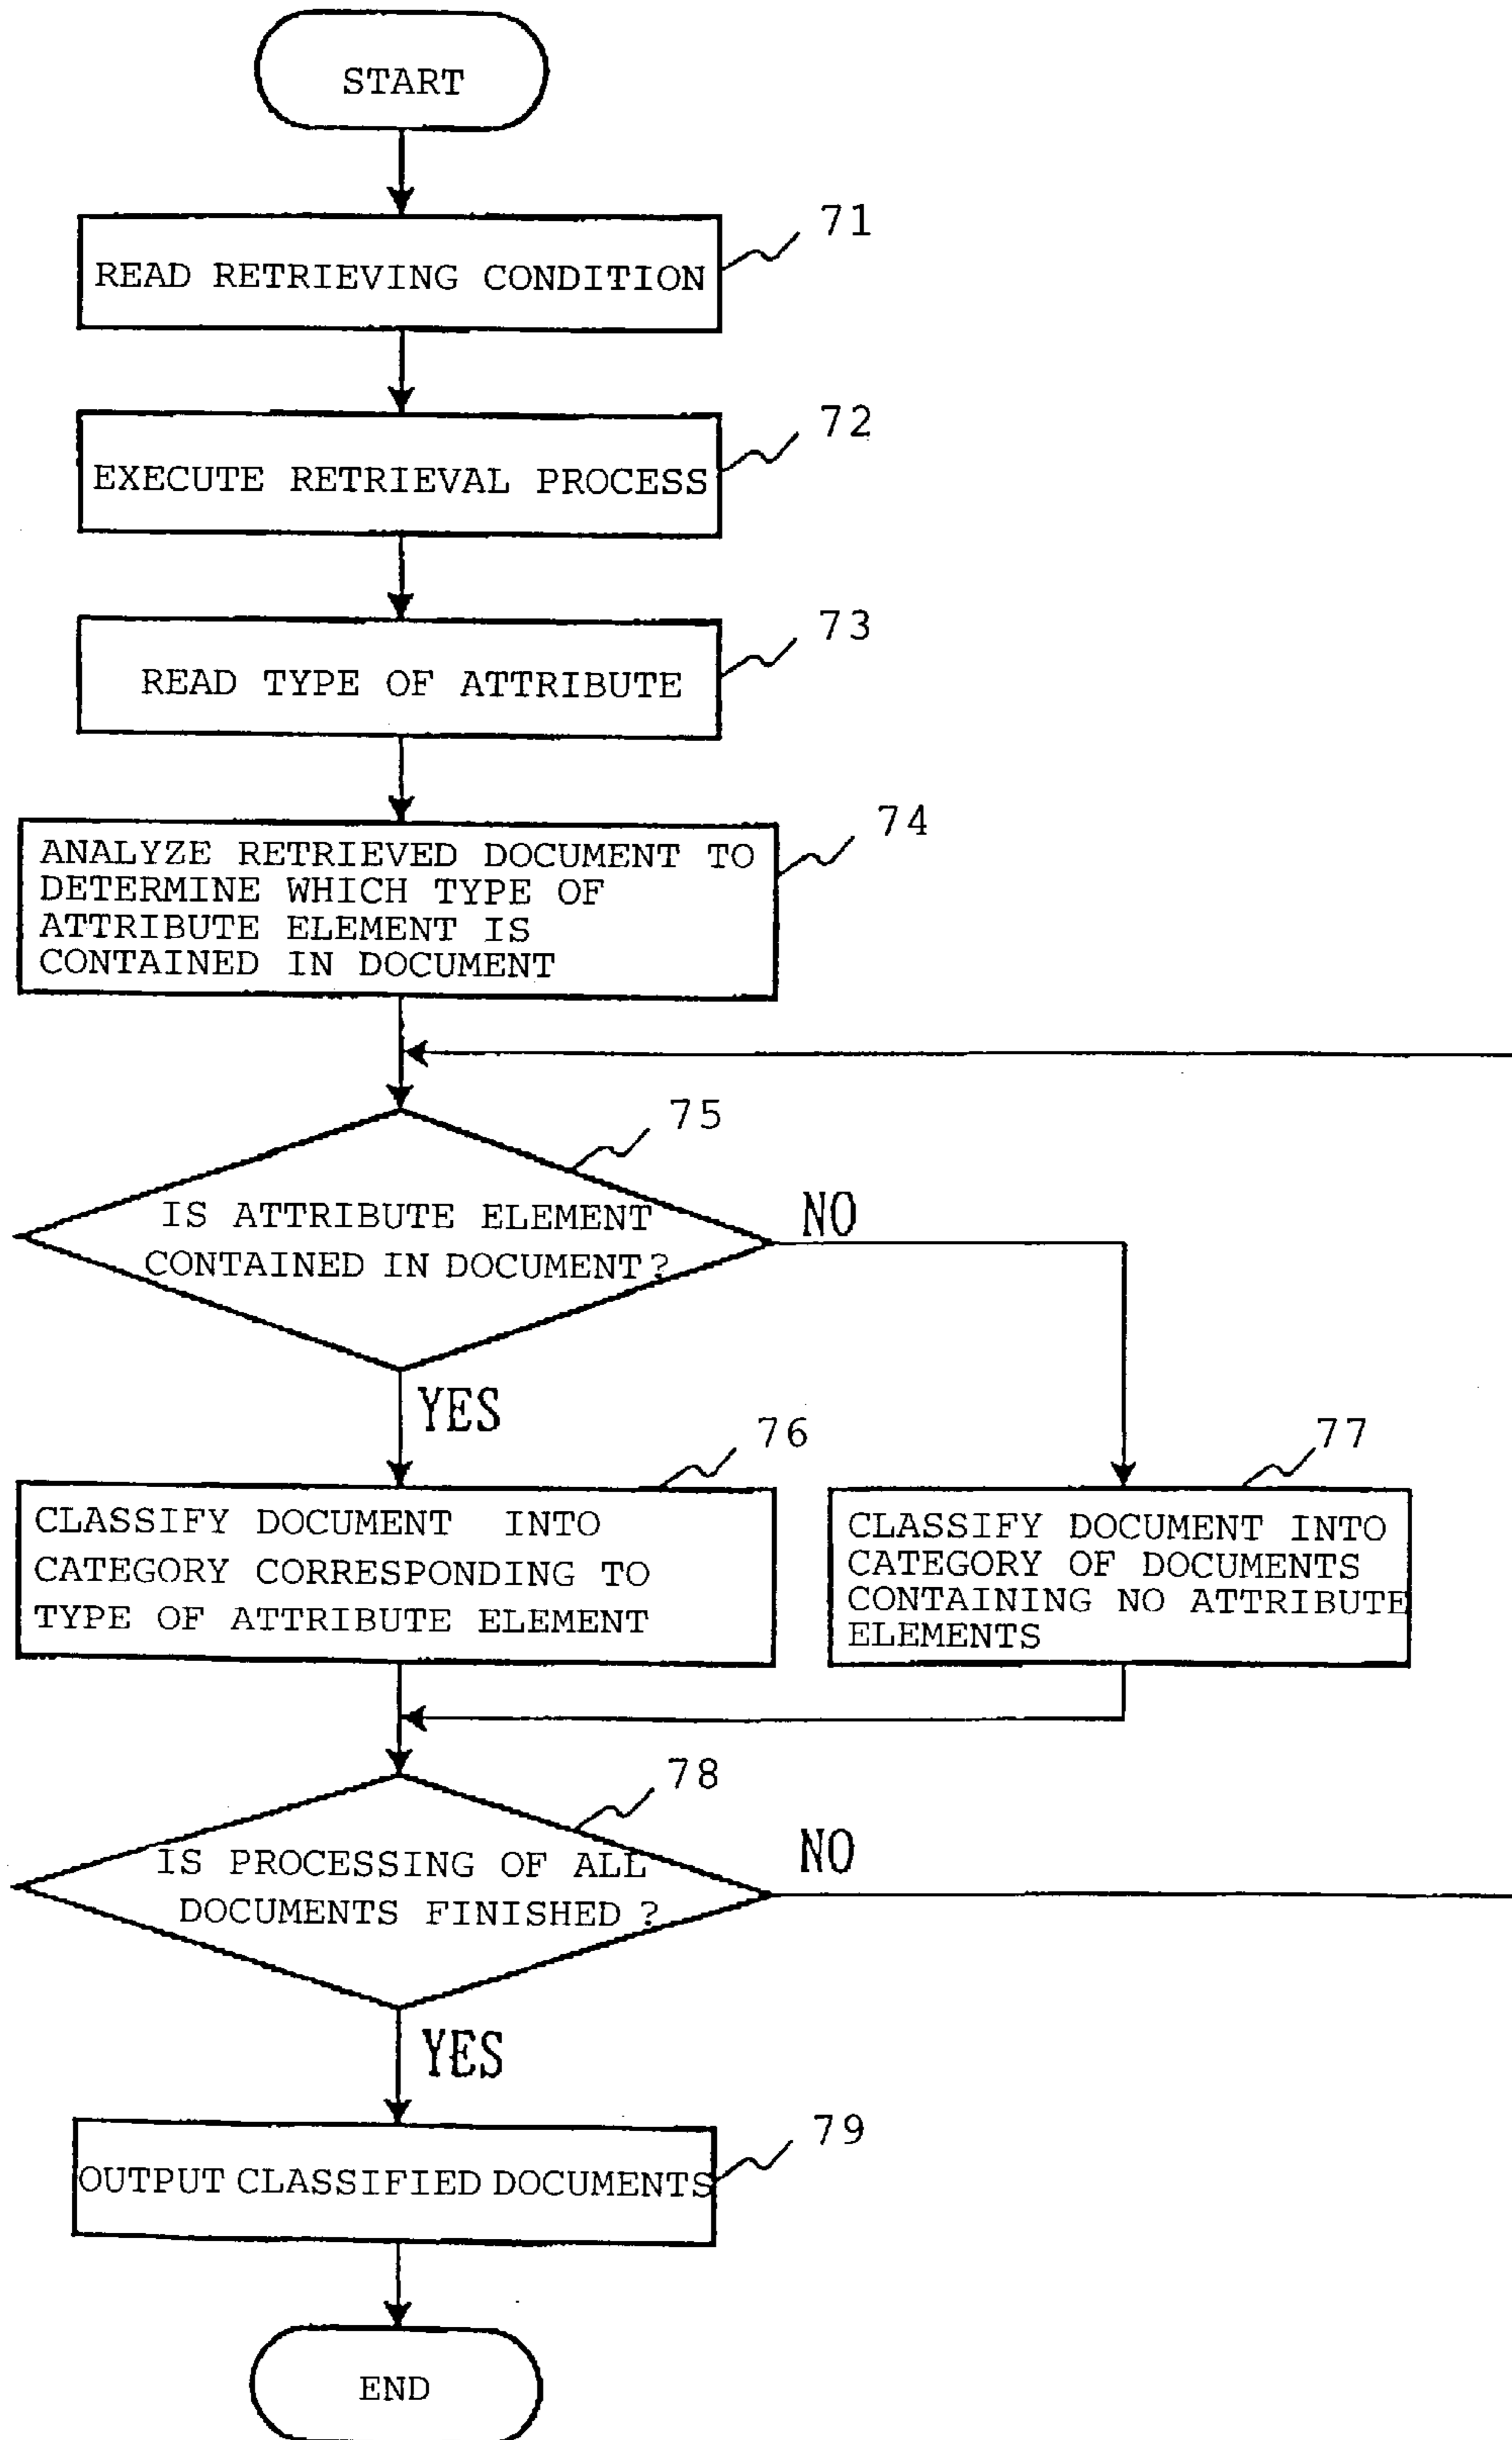 START
71
READ RETRIEVING CONDITION
72
EXECUTE RETRIEVAL PROCESS
73
READ TYPE OF ATTRIBUTE
74
ANALYZE RETRIEVED DOCUMENT TO
DETERMINE WHICH TYPE OF
ATTRIBUTE ELEMENT IS
CONTAINED IN DOCUMENT
75
IS ATTRIBUTE ELEMENT
CONTAINED IN DOCUMENT?
NO
YES
76
CLASSIFY DOCUMENT INTO
CATEGORY CORRESPONDING TO
TYPE OF ATTRIBUTE ELEMENT
77
CLASSIFY DOCUMENT INTO
CATEGORY OF DOCUMENTS
CONTAINING NO ATTRIBUTE
ELEMENTS
78
IS PROCESSING OF ALL
DOCUMENTS FINISHED ?
NO
YES
79
OUTPUT CLASSIFIED DOCUMENTS
END